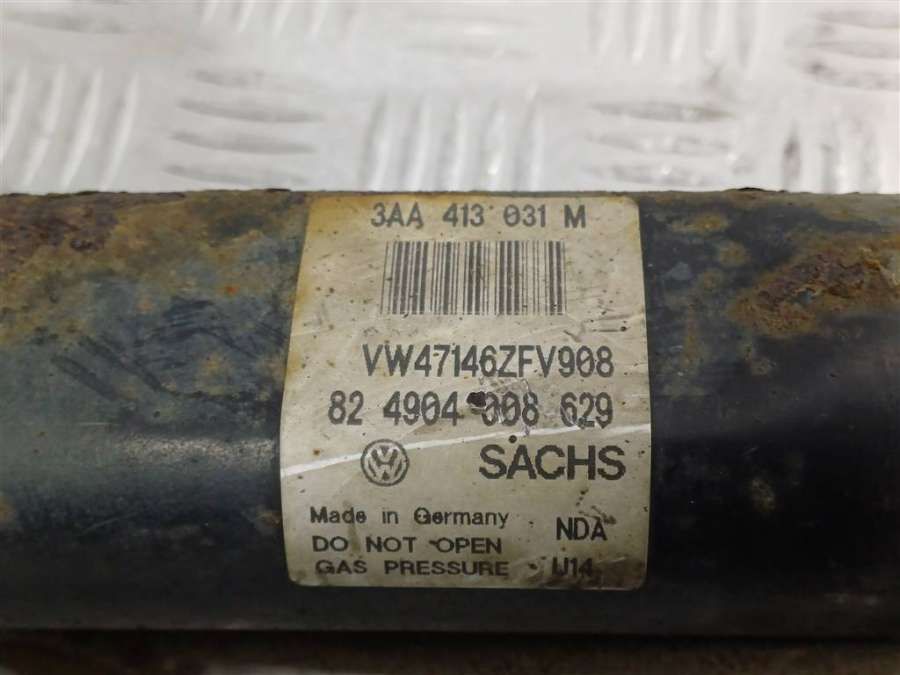 3AA 413 031 M
VW47146ZFV908
82 4904 008 629
SACHS
Made in Germany NDA
DO NOT OPEN
GAS PRESSURE U14